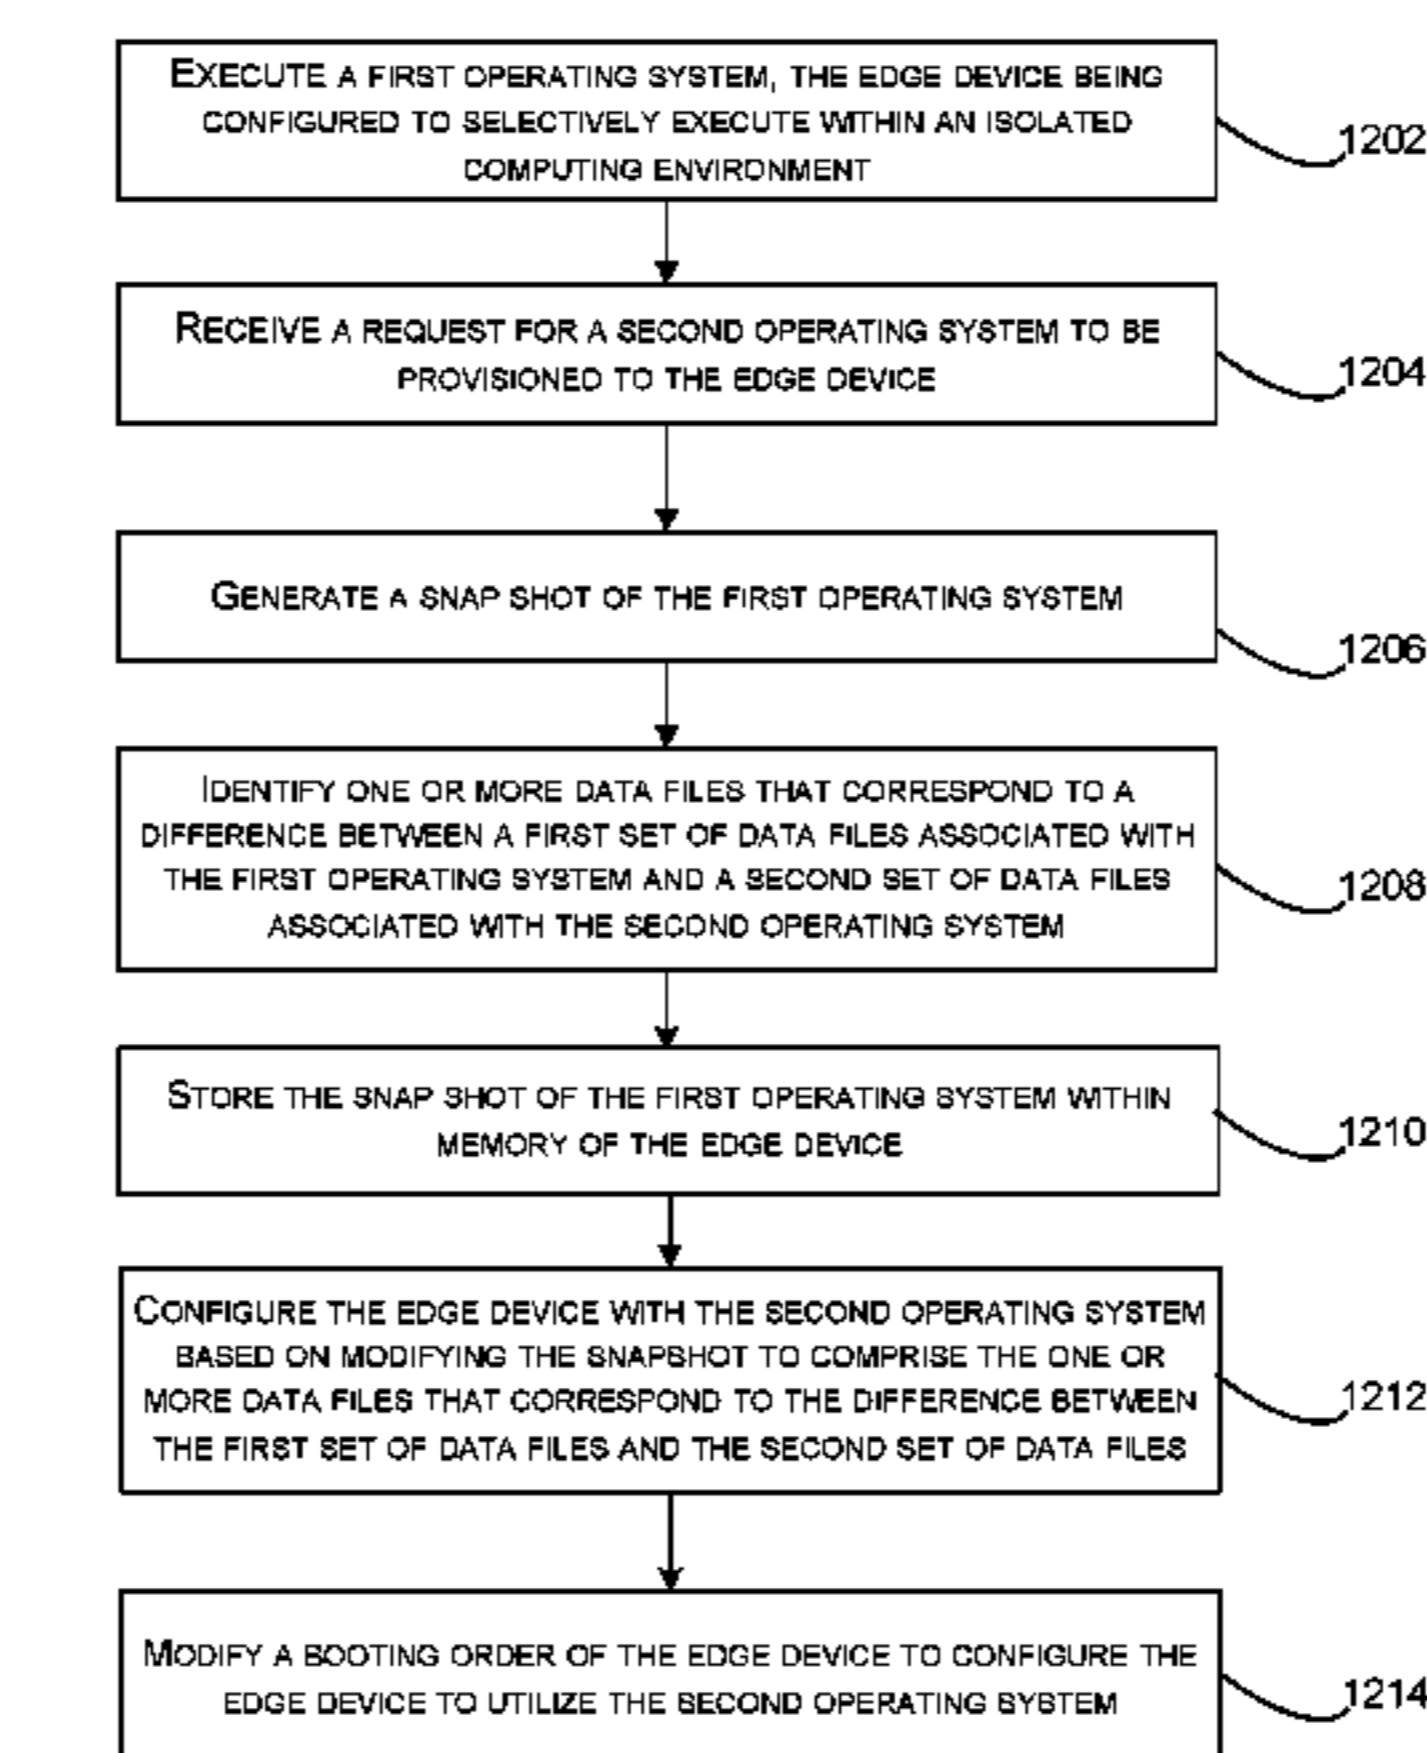 EXECUTE A FIRST OPERATING SYSTEM, THE EDGE DEVICE BEING
CONFIGURED TO SELECTIVELY EXECUTE WITHIN AN ISOLATED
COMPUTING ENVIRONMENT
1202
RECEIVE A REQUEST FOR A SECOND OPERATING SYSTEM TO BE
PROVISIONED TO THE EDGE DEVICE
1204
GENERATE A SNAP SHOT OF THE FIRST OPERATING SYSTEM
1206
IDENTIFY ONE OR MORE DATA FILES THAT CORRESPOND TO A
DIFFERENCE BETWEEN A FIRST SET OF DATA FILES ASSOCIATED WITH
THE FIRST OPERATING SYSTEM AND A SECOND SET OF DATA FILES
ASSOCIATED WITH THE SECOND OPERATING SYSTEM
1208
STORE THE SNAP SHOT OF THE FIRST OPERATING SYSTEM WITHIN
MEMORY OF THE EDGE DEVICE
1210
CONFIGURE THE EDGE DEVICE WITH THE SECOND OPERATING SYSTEM
BASED ON MODIFYING THE SNAPSHOT TO COMPRISE THE ONE OR
MORE DATA FILES THAT CORRESPOND TO THE DIFFERENCE BETWEEN
THE FIRST SET OF DATA FILES AND THE SECOND SET OF DATA FILES
1212
MODIFY A BOOTING ORDER OF THE EDGE DEVICE TO CONFIGURE THE
EDGE DEVICE TO UTILIZE THE SECOND OPERATING SYSTEM
1214